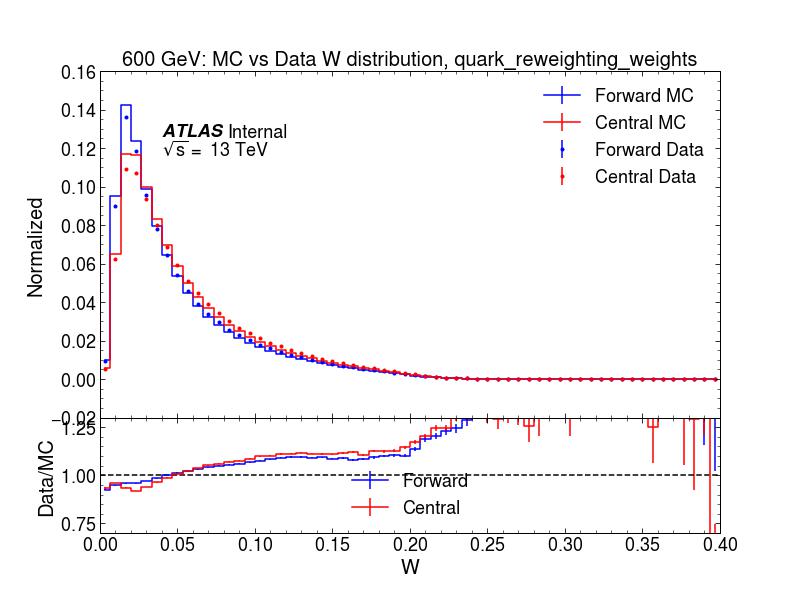 600 GeV: MC vs Data W distribution, quark_reweighting_weights
0.16
0.14
0.12
0.10
0.08
0.06
0.04
0.02
0.00
−0.02
Normalized
ATLAS Internal
√s = 13 TeV
Forward MC
Central MC
Forward Data
Central Data
1.25
1.00
0.75
Data/MC
Forward
Central
0.00 0.05 0.10 0.15 0.20 0.25 0.30 0.35 0.40
W